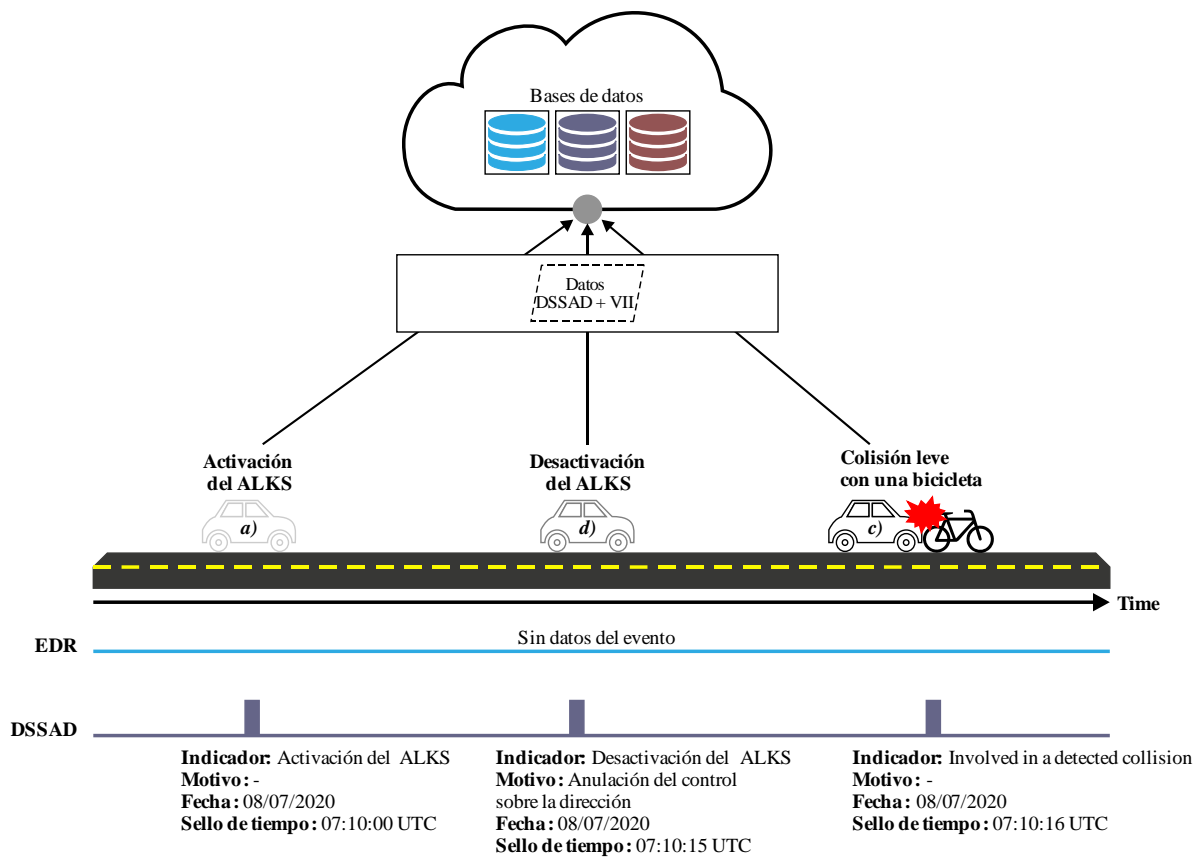 Bases de datos
Datos
DSSAD + VII
Activación
del ALKS
a)
Desactivación
del ALKS
d)
Colisión leve
con una bicicleta
c)
Time
EDR
Sin datos del evento
DSSAD
Indicador: Activación del ALKS
Motivo: -
Fecha: 08/07/2020
Sello de tiempo: 07:10:00 UTC
Indicador: Desactivación del ALKS
Motivo: Anulación del control
sobre la dirección
Fecha: 08/07/2020
Sello de tiempo: 07:10:15 UTC
Indicador: Involved in a detected collision
Motivo: -
Fecha: 08/07/2020
Sello de tiempo: 07:10:16 UTC